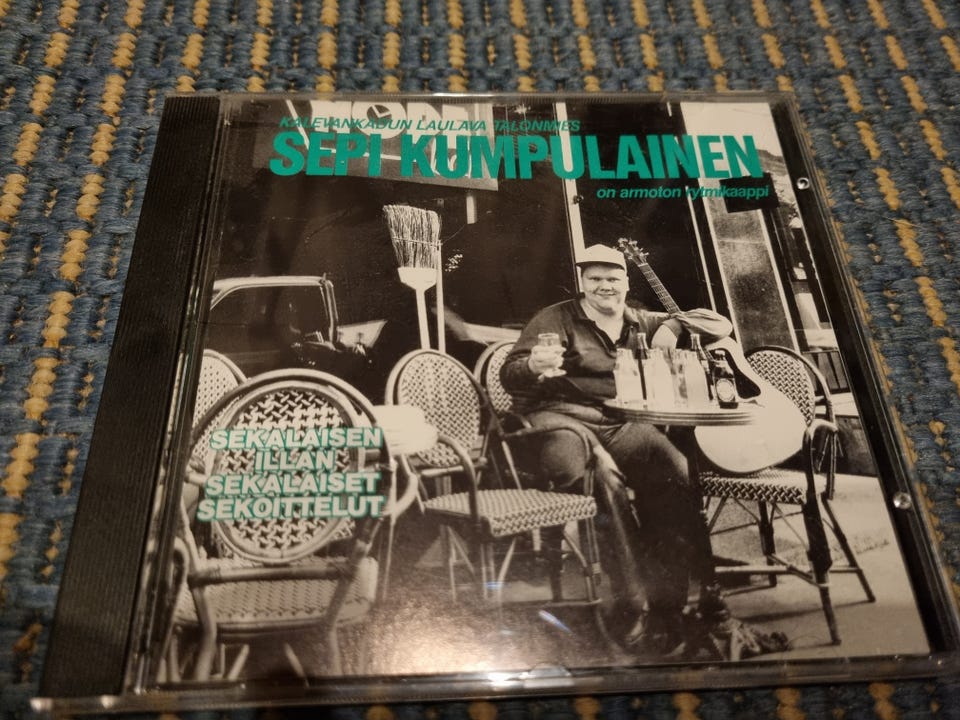 KALEVANKADUN LAULAVA TALONMIES
SEPI KUMPULAINEN
on armoton rytmikaappi
SEKALAISEN
ILLAN
SEKALAISET
SEKOITTELUT